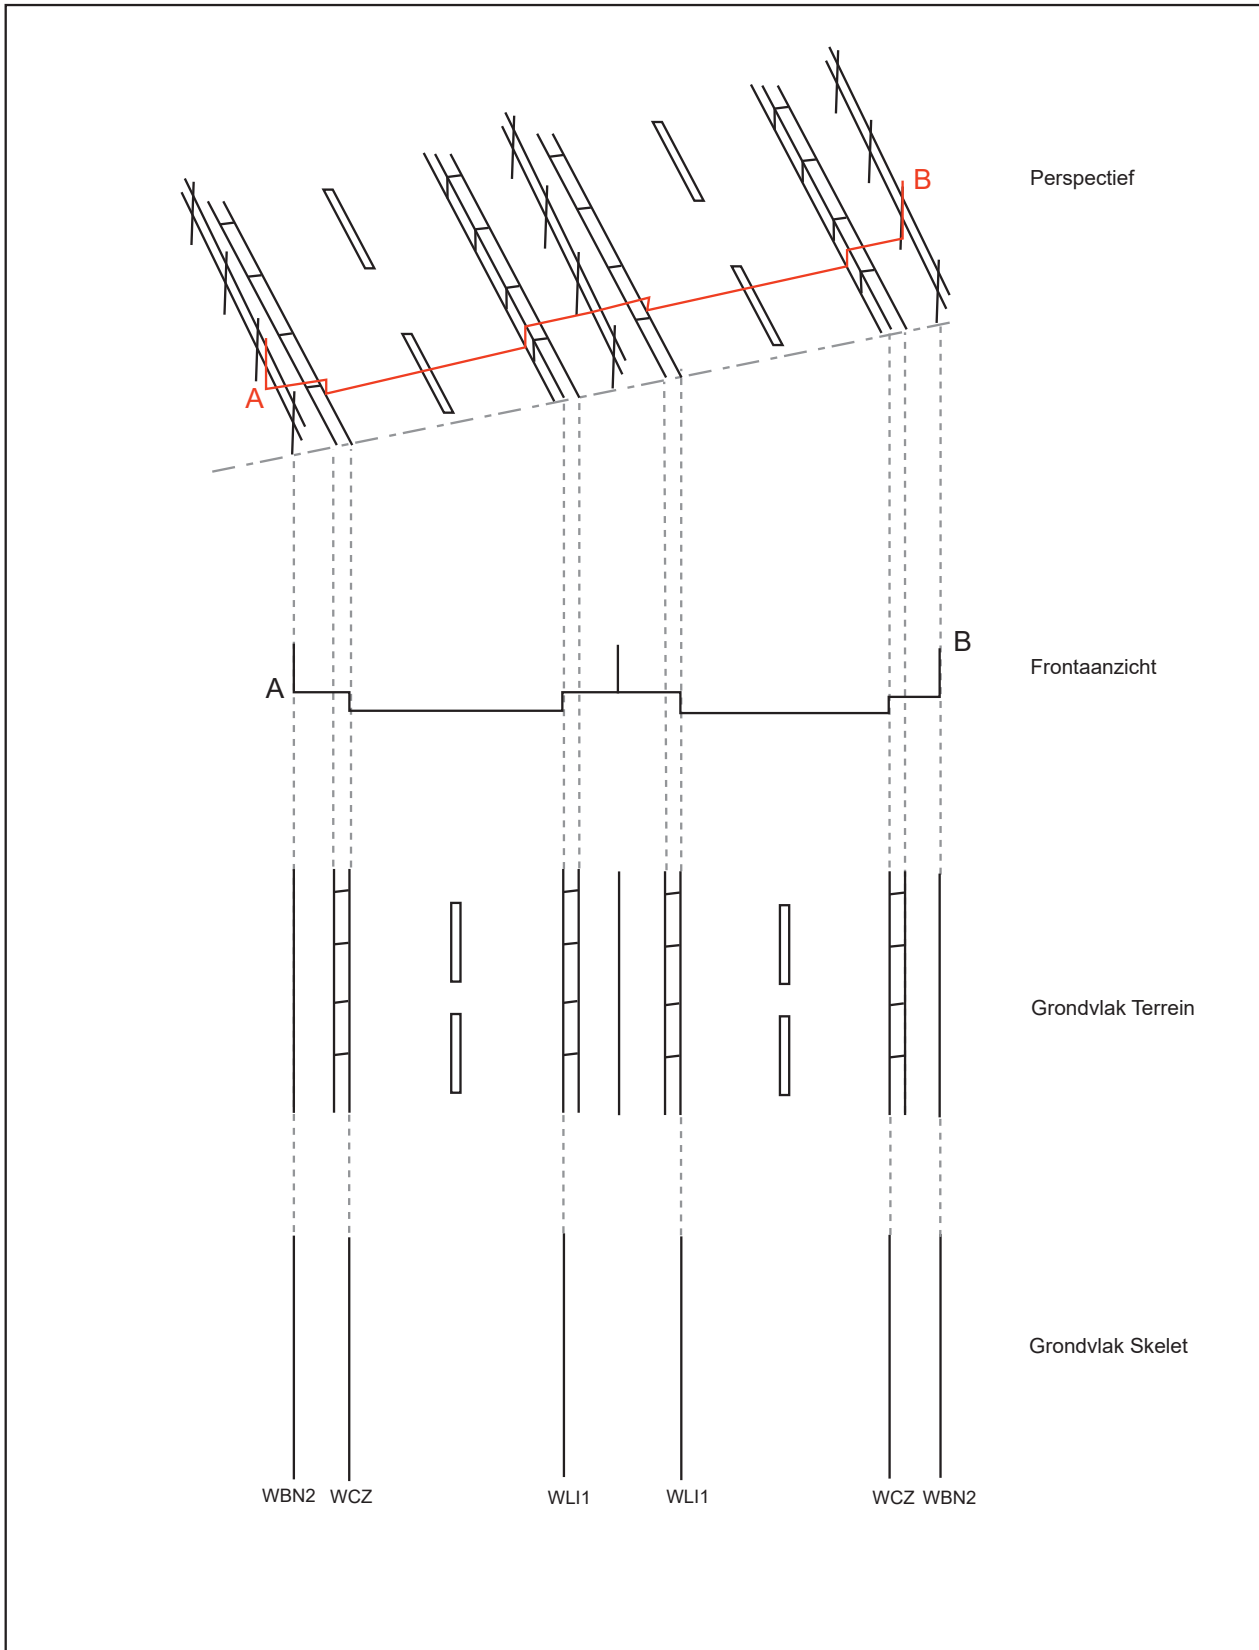 Perspectief
B
A
B
Frontaanzicht
A
Grondvlak Terrein
Grondvlak Skelet
WBN2 WCZ WLI1 WLI1 WCZ WBN2